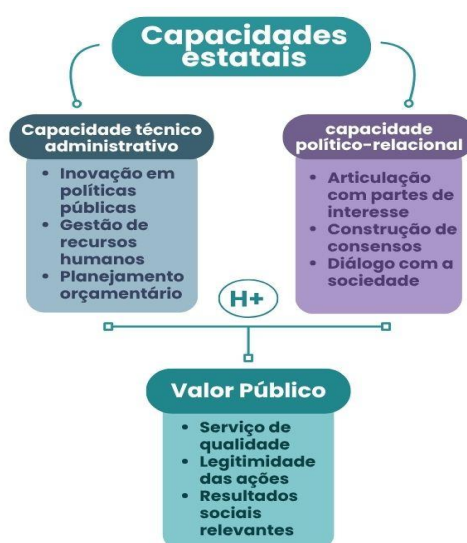 Capacidades
estatais
Capacidade técnico
administrativo
• Inovação em
políticas
públicas
• Gestão de
recursos
humanos
• Planejamento
orçamentário
capacidade
político-relacional
• Articulação
com partes de
interesse
• Construção de
consensos
• Diálogo com a
sociedade
H+
Valor Público
• Serviço de
qualidade
• Legitimidade
das ações
• Resultados
sociais
relevantes